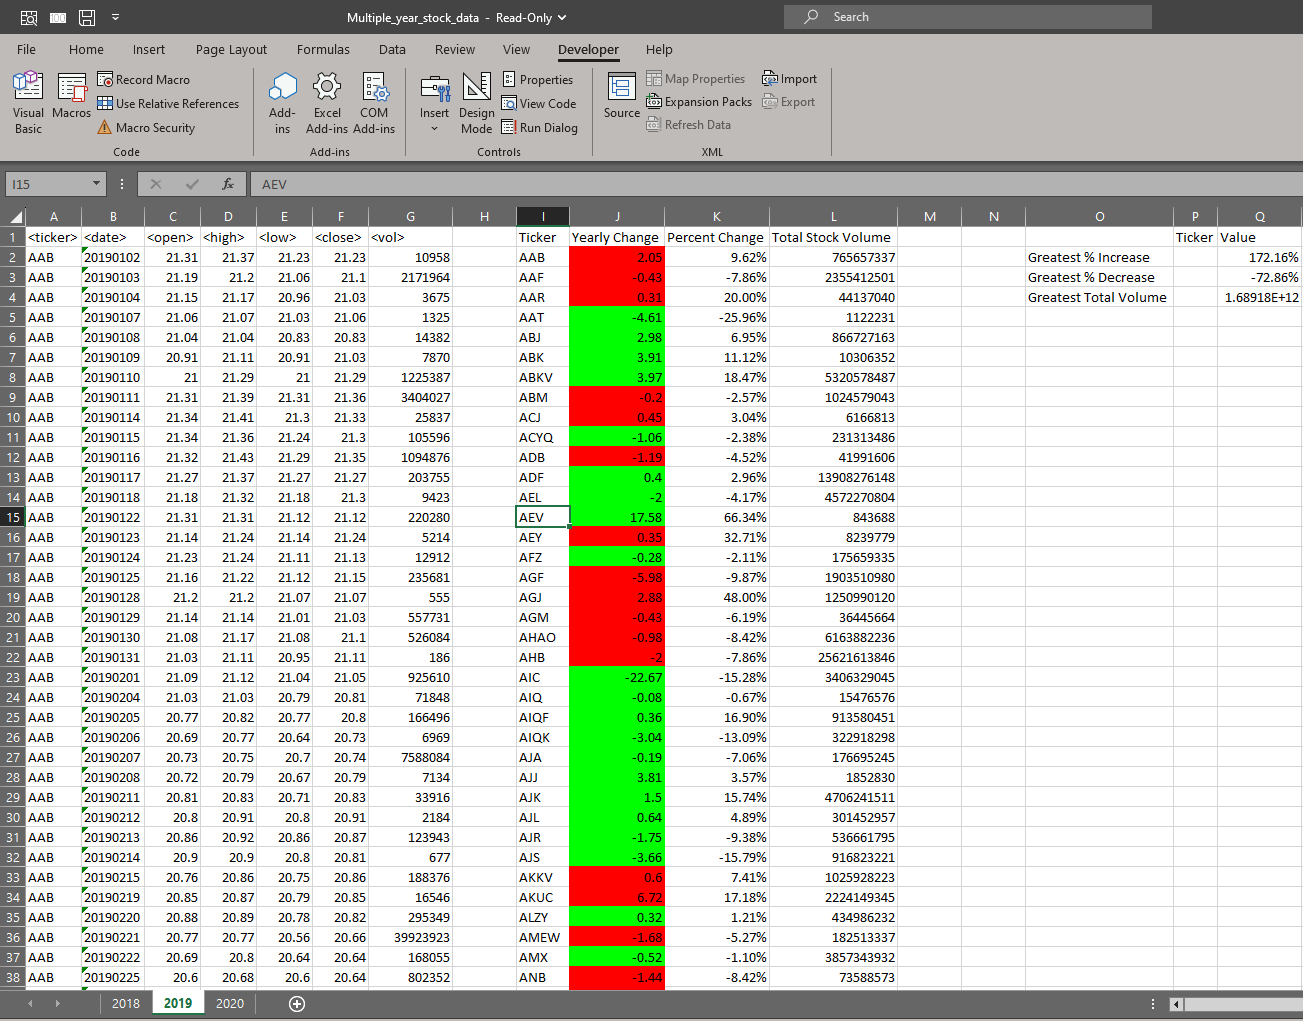 Multiple_year_stock_data - Read-Only
Search
File Home Insert Page Layout Formulas Data Review View Developer Help
Visual Basic
Macros
Record Macro
Use Relative References
Macro Security
Code
Add-ins
Excel Add-ins
COM Add-ins
Add-ins
Insert
Design Mode
Properties
View Code
Run Dialog
Controls
Source
Map Properties
Expansion Packs
Refresh Data
Import
Export
XML
I15 fx AEV
A B C D E F G H I J K L M N O P Q
1 <ticker> <date> <open> <high> <low> <close> <vol> Ticker Yearly Change Percent Change Total Stock Volume Ticker Value
2 AAB 20190102 21.31 21.37 21.23 21.23 10958 AAB 2.05 9.62% 765657337 Greatest % Increase 172.16%
3 AAB 20190103 21.19 21.2 21.06 21.1 2171964 AAF -0.43 -7.86% 2355412501 Greatest % Decrease -72.86%
4 AAB 20190104 21.15 21.17 20.96 21.03 3675 AAR 0.31 20.00% 44137040 Greatest Total Volume 1.68918E+12
5 AAB 20190107 21.06 21.07 21.03 21.06 1325 AAT -4.61 -25.96% 1122231
6 AAB 20190108 21.04 21.04 20.83 20.83 14382 ABJ 2.98 6.95% 866727163
7 AAB 20190109 20.91 21.11 20.91 21.03 7870 ABK 3.91 11.12% 10306352
8 AAB 20190110 21 21.29 21 21.29 1225387 ABKV 3.97 18.47% 5320578487
9 AAB 20190111 21.31 21.39 21.31 21.36 3404027 ABM -0.2 -2.57% 1024579043
10 AAB 20190114 21.34 21.41 21.3 21.33 25837 ACJ 0.45 3.04% 6166813
11 AAB 20190115 21.34 21.36 21.24 21.3 105596 ACYQ -1.06 -2.38% 231313486
12 AAB 20190116 21.32 21.43 21.29 21.35 1094876 ADB -1.19 -4.52% 41991606
13 AAB 20190117 21.27 21.37 21.27 21.27 203755 ADF 0.4 2.96% 13908276148
14 AAB 20190118 21.18 21.32 21.18 21.3 9423 AEL -2 -4.17% 4572270804
15 AAB 20190122 21.31 21.31 21.12 21.12 220280 AEV 17.58 66.34% 843688
16 AAB 20190123 21.14 21.24 21.14 21.24 5214 AEY 0.35 32.71% 8239779
17 AAB 20190124 21.23 21.24 21.11 21.13 12912 AFZ -0.28 -2.11% 175659335
18 AAB 20190125 21.16 21.22 21.12 21.15 235681 AGF -5.98 -9.87% 1903510980
19 AAB 20190128 21.2 21.2 21.07 21.07 555 AGJ 2.88 48.00% 1250990120
20 AAB 20190129 21.14 21.14 21.01 21.03 557731 AGM -0.43 -6.19% 36445664
21 AAB 20190130 21.08 21.17 21.08 21.1 526084 AHAO -0.98 -8.42% 6163882236
22 AAB 20190131 21.03 21.11 20.95 21.11 186 AHB -2 -7.86% 25621613846
23 AAB 20190201 21.09 21.12 21.04 21.05 925610 AIC -22.67 -15.28% 3406329045
24 AAB 20190204 21.03 21.03 20.79 20.81 71848 AIQ -0.08 -0.67% 15476576
25 AAB 20190205 20.77 20.82 20.77 20.8 166496 AIQF 0.36 16.90% 913580451
26 AAB 20190206 20.69 20.77 20.64 20.73 6969 AIQK -3.04 -13.09% 322918298
27 AAB 20190207 20.73 20.75 20.7 20.74 7588084 AJA -0.19 -7.06% 176695245
28 AAB 20190208 20.72 20.79 20.67 20.79 7134 AJJ 3.81 3.57% 1852830
29 AAB 20190211 20.81 20.83 20.71 20.83 33916 AJK 1.5 15.74% 4706241511
30 AAB 20190212 20.8 20.91 20.8 20.91 2184 AJL 0.64 4.89% 301452957
31 AAB 20190213 20.86 20.92 20.86 20.87 123943 AJR -1.75 -9.38% 536661795
32 AAB 20190214 20.9 20.9 20.8 20.81 677 AJS -3.66 -15.79% 916823221
33 AAB 20190215 20.76 20.86 20.75 20.86 188376 AKKV 0.6 7.41% 1025928223
34 AAB 20190219 20.85 20.87 20.79 20.85 16546 AKUC 6.72 17.18% 2224149345
35 AAB 20190220 20.88 20.89 20.78 20.82 295349 ALZY 0.32 1.21% 434986232
36 AAB 20190221 20.77 20.77 20.56 20.66 39923923 AMEW -1.68 -5.27% 182513337
37 AAB 20190222 20.69 20.8 20.64 20.64 168055 AMX -0.52 -1.10% 3857343932
38 AAB 20190225 20.6 20.68 20.6 20.64 802352 ANB -1.44 -8.42% 73588573
2018 2019 2020